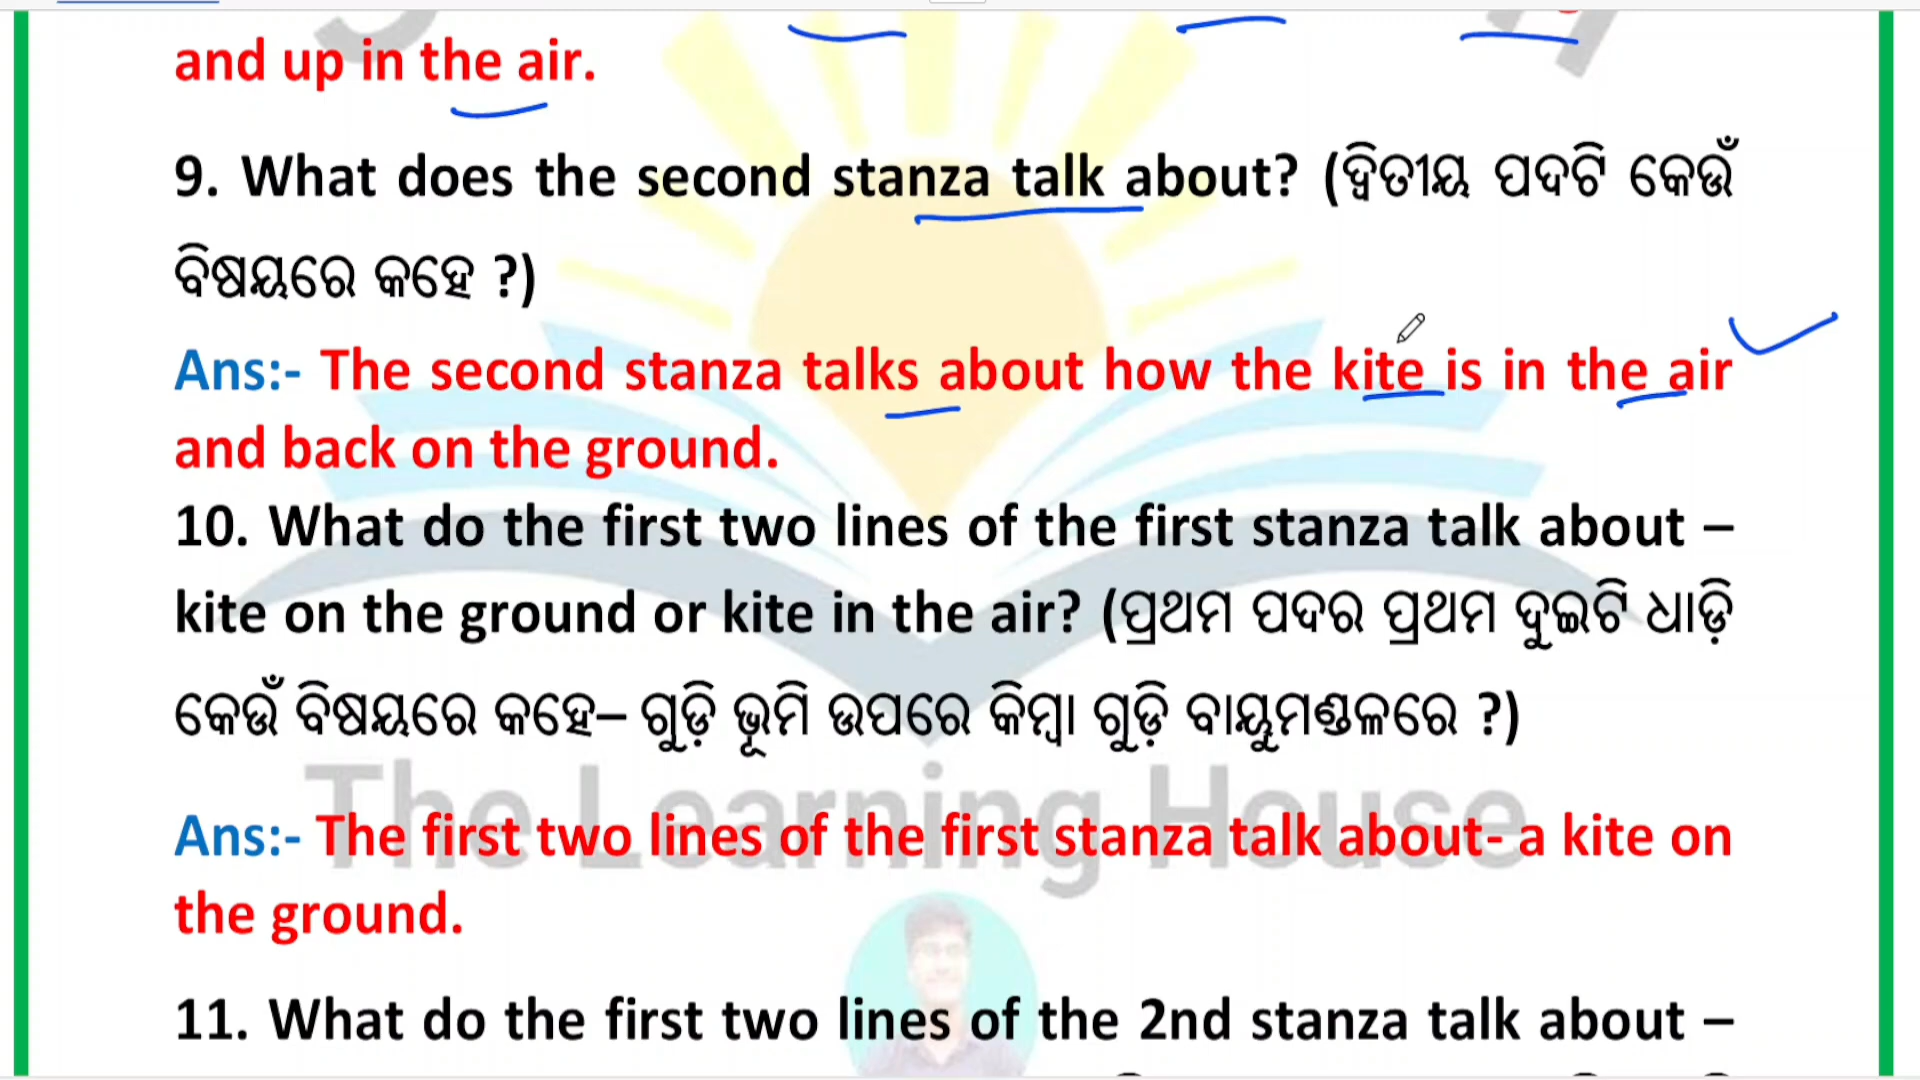 and up in the air.
9. What does the second stanza talk about? (ଦ୍ୱିତୀୟ ପଦଟି କେଉଁ
ବିଷୟରେ କହେ ?)
Ans:- The second stanza talks about how the kite is in the air
and back on the ground.
10. What do the first two lines of the first stanza talk about –
kite on the ground or kite in the air? (ପ୍ରଥମ ପଦର ପ୍ରଥମ ଦୁଇଟି ଧାଡ଼ି
କେଉଁ ବିଷୟରେ କହେ– ଗୁଡ଼ି ଭୂମି ଉପରେ କିମ୍ବା ଗୁଡ଼ି ବାୟୁମଣ୍ଡଳରେ ?)
The Learning House
Ans:- The first two lines of the first stanza talk about- a kite on
the ground.
11. What do the first two lines of the 2nd stanza talk about –